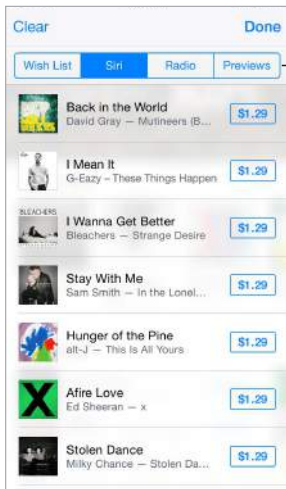 Clear Done
Wish List Siri Radio Previews
Back in the World
David Gray — Mutineers (B...
$1.29
I Mean It
G-Eazy – These Things Happen
$1.29
BLEACHERS
I Wanna Get Better
Bleachers — Strange Desire
$1.29
Stay With Me
Sam Smith — In the Lonel...
$1.29
Hunger of the Pine
alt-J — This Is All Yours
$1.29
Afire Love
Ed Sheeran — x
$1.29
Stolen Dance
Milky Chance — Stolen Da...
$1.29